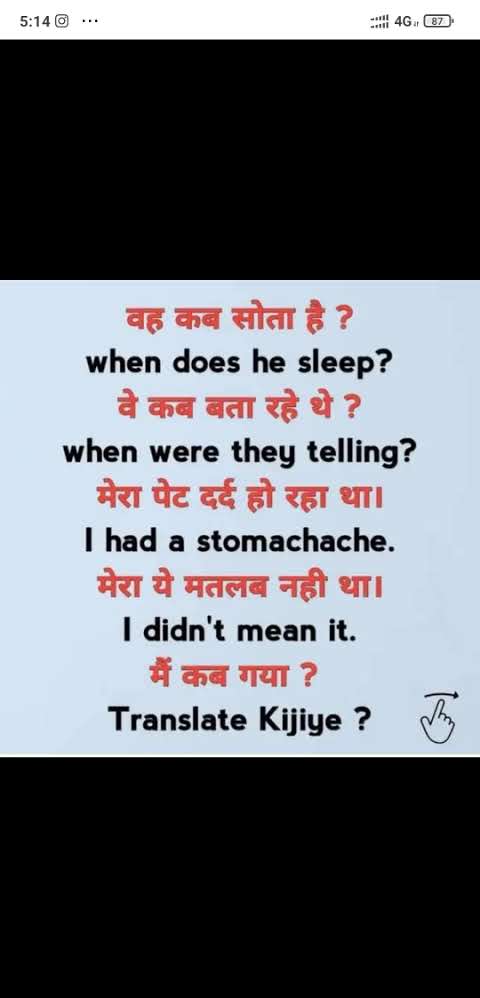 5:14 ...
4G 87
वह कब सोता है ?
when does he sleep?
वे कब बता रहे थे ?
when were they telling?
मेरा पेट दर्द हो रहा था।
I had a stomachache.
मेरा ये मतलब नही था।
I didn't mean it.
मैं कब गया ?
Translate Kijiye ?